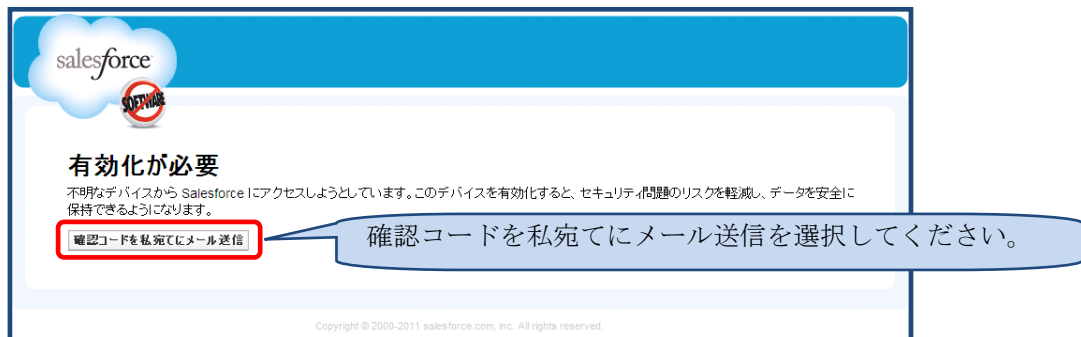 salesforce
SOFTWARE
有効化が必要
不明なデバイスから Salesforce にアクセスしようとしています。このデバイスを有効化すると、セキュリティ問題のリスクを軽減し、データを安全に
保持できるようになります。
確認コードを私宛てにメール送信
確認コードを私宛てにメール送信を選択してください。
Copyright © 2000-2011 salesforce.com, inc. All rights reserved.